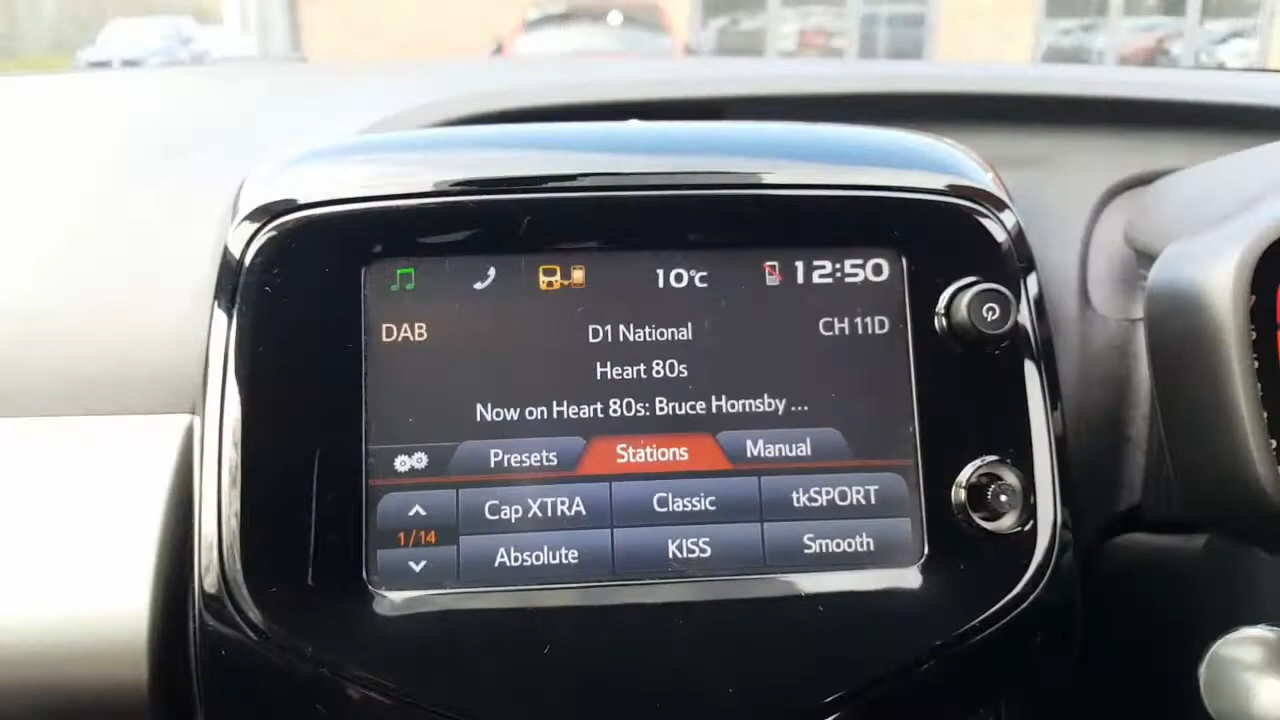 10℃ 12:50
DAB D1 National CH 11D
Heart 80s
Now on Heart 80s: Bruce Hornsby ...
Presets Stations Manual
Cap XTRA Classic tkSPORT
1/14
Absolute KISS Smooth